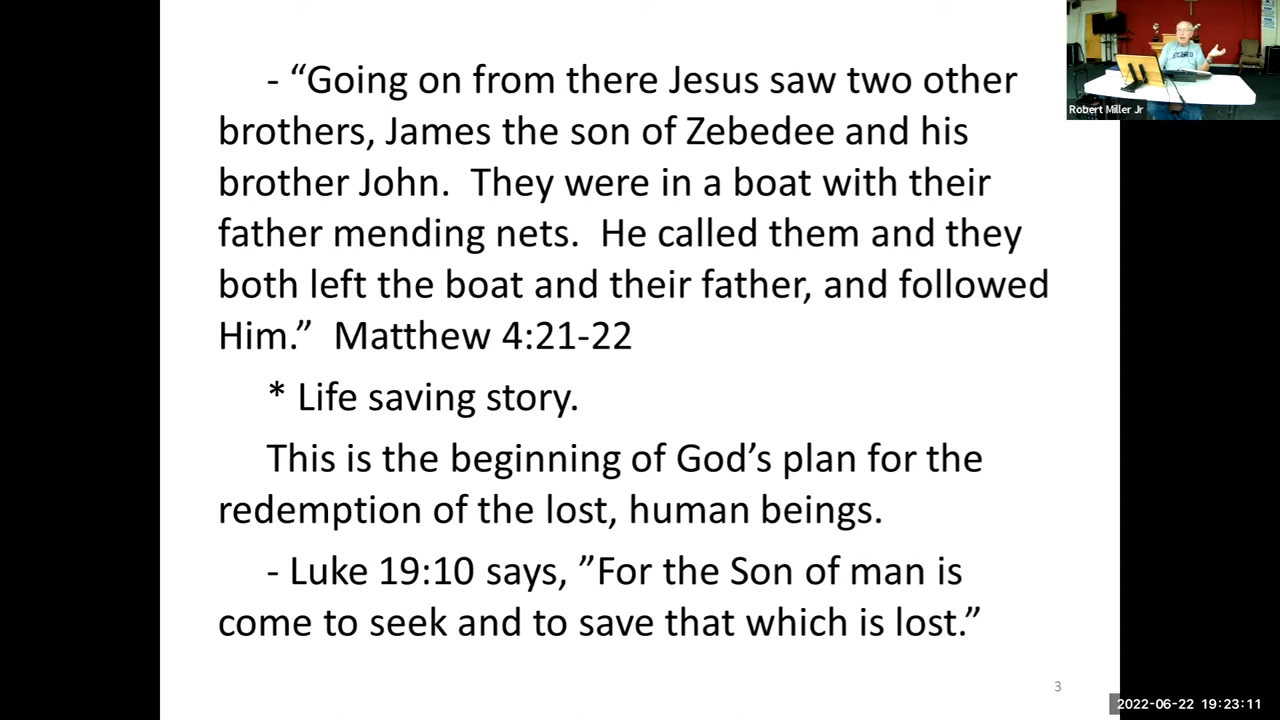 - “Going on from there Jesus saw two other
brothers, James the son of Zebedee and his
brother John.  They were in a boat with their
father mending nets.  He called them and they
both left the boat and their father, and followed
Him.”  Matthew 4:21-22
* Life saving story.
This is the beginning of God’s plan for the
redemption of the lost, human beings.
- Luke 19:10 says, ”For the Son of man is
come to seek and to save that which is lost.”
3
Robert Miller Jr
2022-06-22 19:23:11